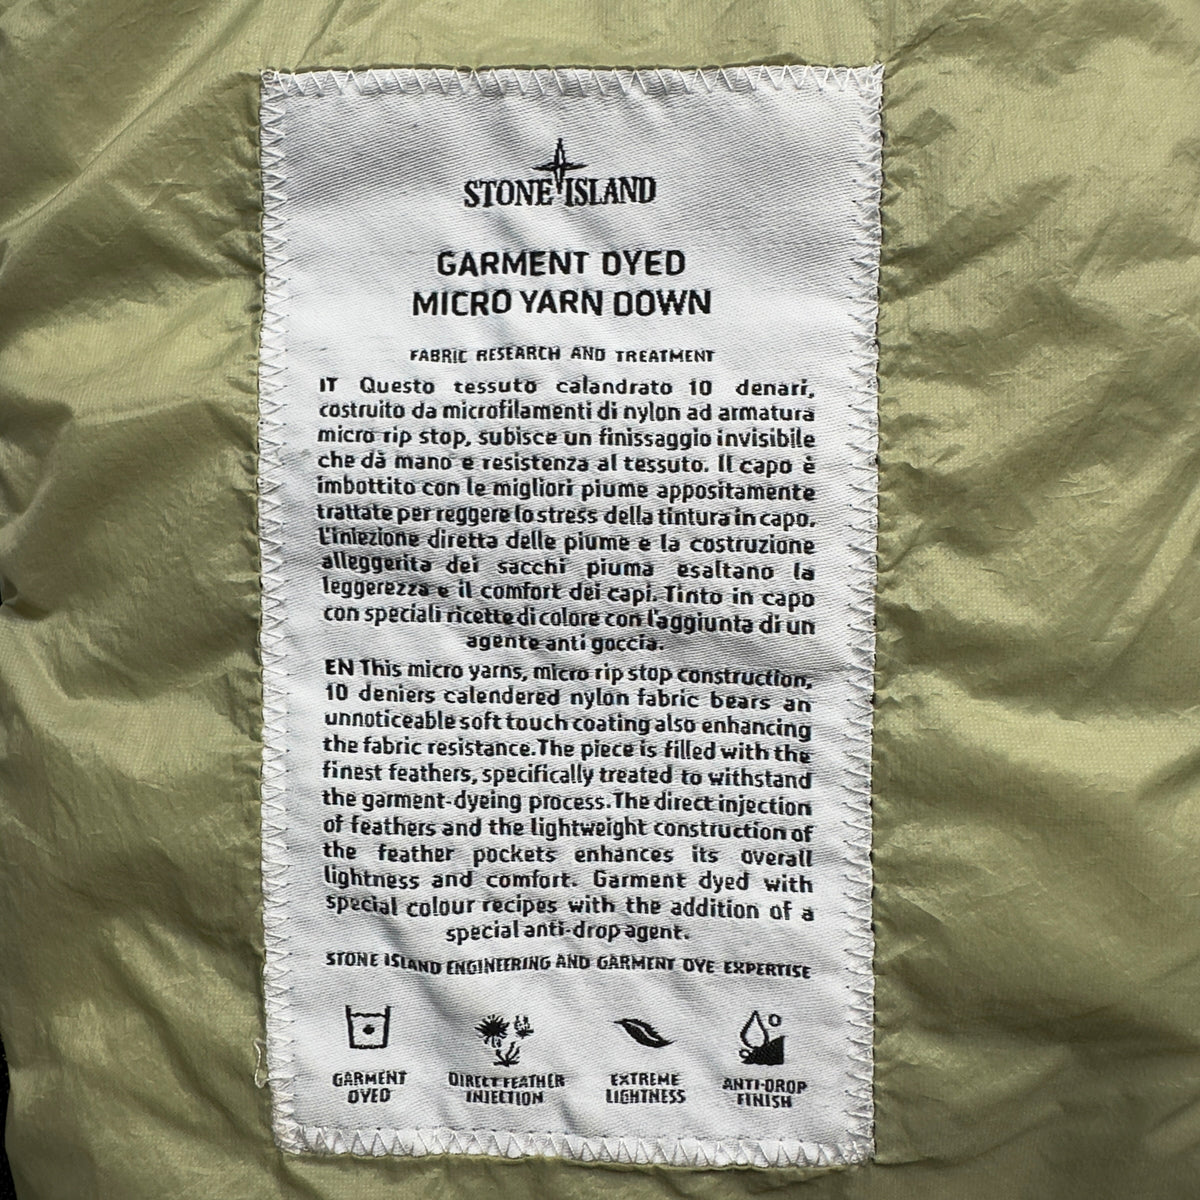 STONE ISLAND
GARMENT DYED
MICRO YARN DOWN
FABRIC RESEARCH AND TREATMENT
IT Questo tessuto calandrato 10 denari,
costruito da microfilamenti di nylon ad armatura
micro rip stop, subisce un finissaggio invisibile
che dà mano e resistenza al tessuto. Il capo è
imbottito con le migliori piume appositamente
trattate per reggere lo stress della tintura in capo.
L'iniezione diretta delle piume e la costruzione
alleggerita dei sacchi piuma esaltano la
leggerezza e il comfort dei capi. Tinto in capo
con speciali ricette di colore con l'aggiunta di un
agente anti goccia.
EN This micro yarns, micro rip stop construction,
10 deniers calendered nylon fabric bears an
unnoticeable soft touch coating also enhancing
the fabric resistance.The piece is filled with the
finest feathers, specifically treated to withstand
the garment-dyeing process.The direct injection
of feathers and the lightweight construction of
the feather pockets enhances its overall
lightness and comfort. Garment dyed with
special colour recipes with the addition of a
special anti-drop agent.
STONE ISLAND ENGINEERING AND GARMENT DYE EXPERTISE
GARMENT DYED
DIRECT FEATHER INJECTION
EXTREME LIGHTNESS
ANTI-DROP FINISH